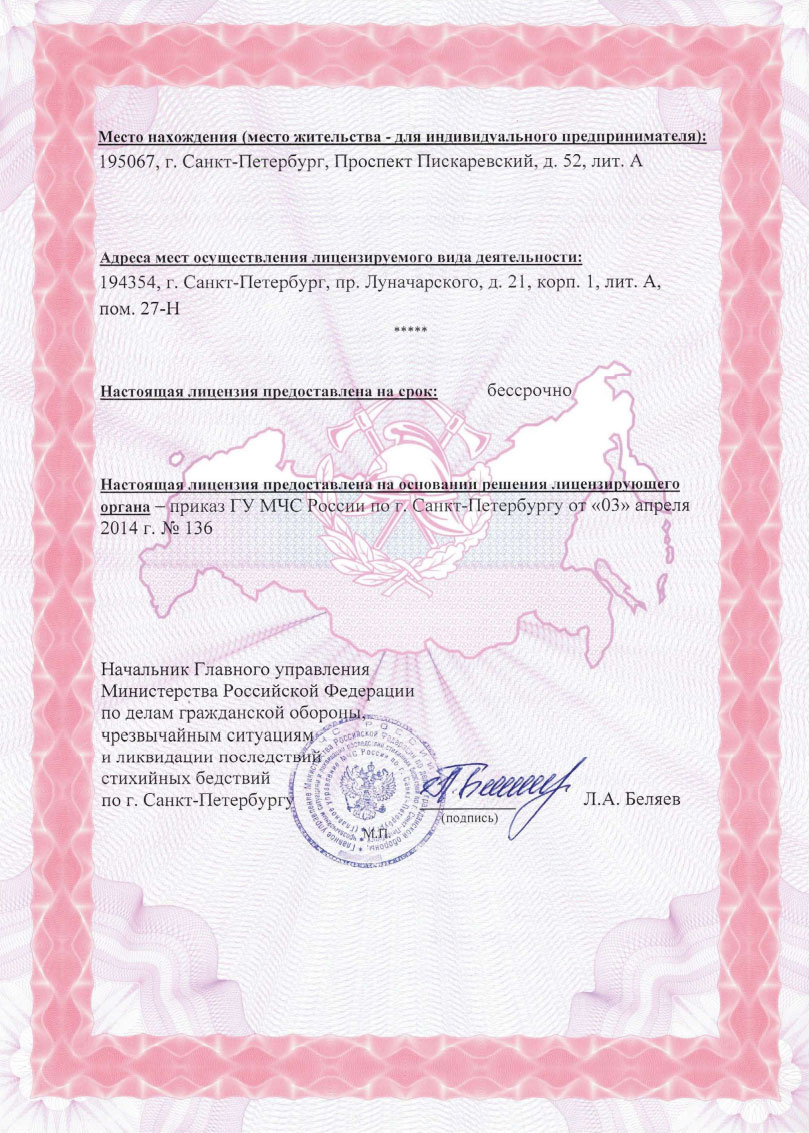 Место нахождения (место жительства - для индивидуального предпринимателя):
195067, г. Санкт-Петербург, Проспект Пискаревский, д. 52, лит. А
Адреса мест осуществления лицензируемого вида деятельности:
194354, г. Санкт-Петербург, пр. Луначарского, д. 21, корп. 1, лит. А,
пом. 27-Н
*****
Настоящая лицензия предоставлена на срок: бессрочно
Настоящая лицензия предоставлена на основании решения лицензирующего
органа – приказ ГУ МЧС России по г. Санкт-Петербургу от «03» апреля
2014 г. № 136
Начальник Главного управления
Министерства Российской Федерации
по делам гражданской обороны,
чрезвычайным ситуациям
и ликвидации последствий
стихийных бедствий
по г. Санкт-Петербургу
Л.А. Беляев
(подпись)
М.П.